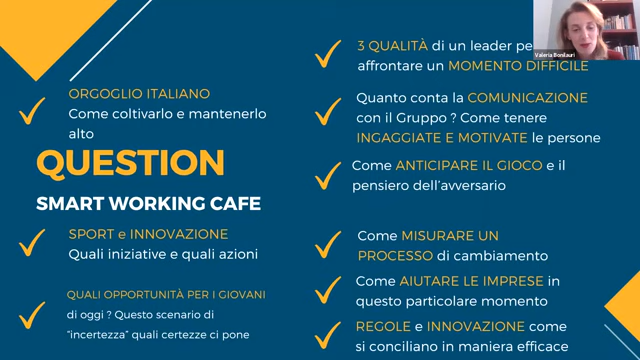 ORGOGLIO ITALIANO
Come coltivarlo e mantenerlo
alto
QUESTION
SMART WORKING CAFE
SPORT e INNOVAZIONE
Quali iniziative e quali azioni
QUALI OPPORTUNITÀ PER I GIOVANI
di oggi ? Questo scenario di
"incertezza" quali certezze ci pone
3 QUALITÀ di un leader
affrontare un MOMENTO DIFFICILE
Quanto conta la COMUNICAZIONE
con il Gruppo ? Come tenere
INGAGGIATE E MOTIVATE le persone
Come ANTICIPARE IL GIOCO e il
pensiero dell'avversario
Come MISURARE UN
PROCESSO di cambiamento
Come AIUTARE LE IMPRESE in
questo particolare momento
REGOLE e INNOVAZIONE come
si conciliano in maniera efficace
Valeria Bonilauri